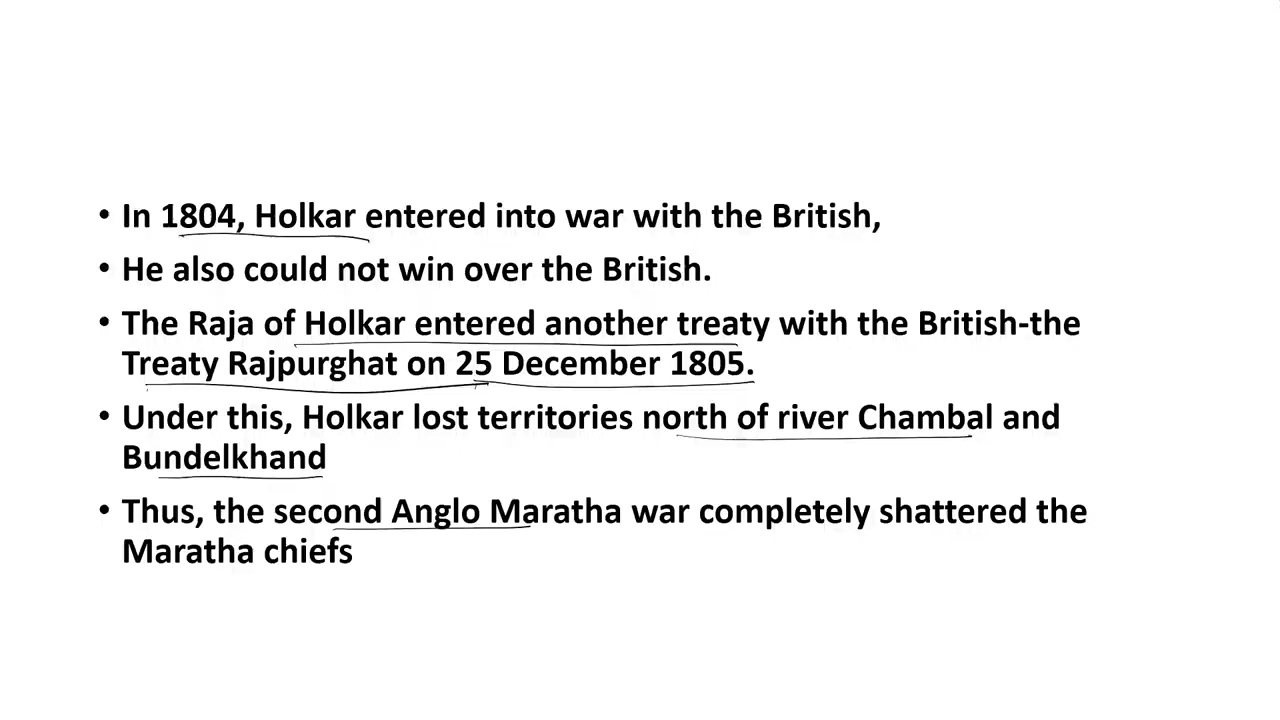 • In 1804, Holkar entered into war with the British,
• He also could not win over the British.
• The Raja of Holkar entered another treaty with the British-the
Treaty Rajpurghat on 25 December 1805.
• Under this, Holkar lost territories north of river Chambal and
Bundelkhand
• Thus, the second Anglo Maratha war completely shattered the
Maratha chiefs